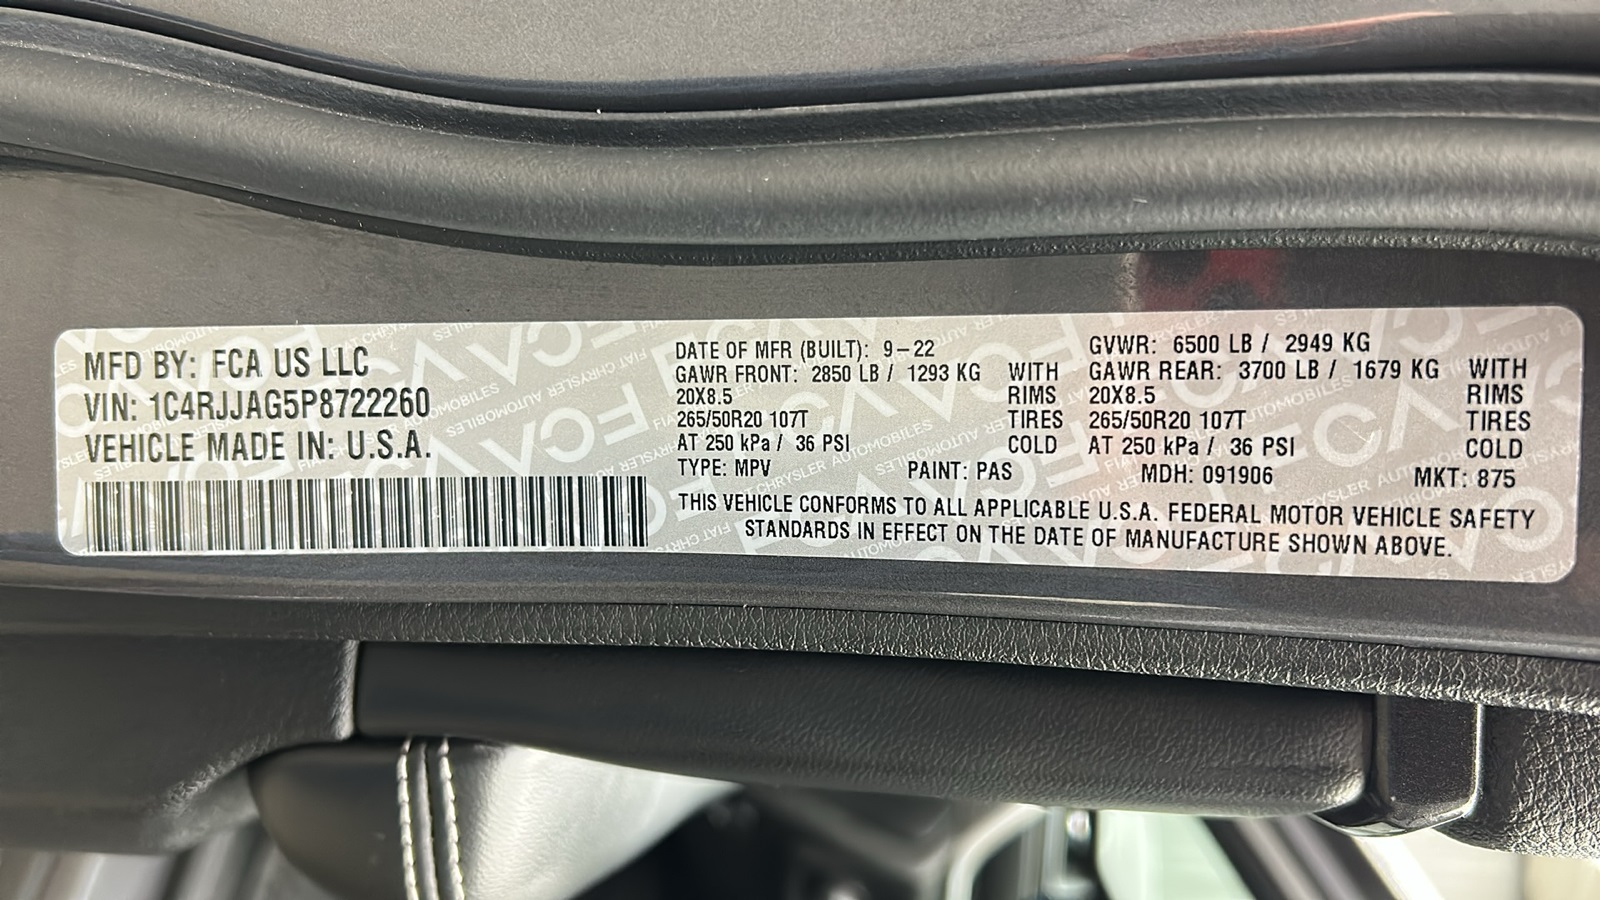 MFD BY: FCA US LLC
VIN: 1C4RJJAG5P8722260
VEHICLE MADE IN: U.S.A.
DATE OF MFR (BUILT): 9-22 GVWR: 6500 LB / 2949 KG
GAWR FRONT: 2850 LB / 1293 KG WITH GAWR REAR: 3700 LB / 1679 KG WITH
20X8.5 RIMS 20X8.5 RIMS
265/50R20 107T TIRES 265/50R20 107T TIRES
AT 250 kPa / 36 PSI COLD AT 250 kPa / 36 PSI COLD
TYPE: MPV PAINT: PAS MDH: 091906 MKT: 875
THIS VEHICLE CONFORMS TO ALL APPLICABLE U.S.A. FEDERAL MOTOR VEHICLE SAFETY
STANDARDS IN EFFECT ON THE DATE OF MANUFACTURE SHOWN ABOVE.